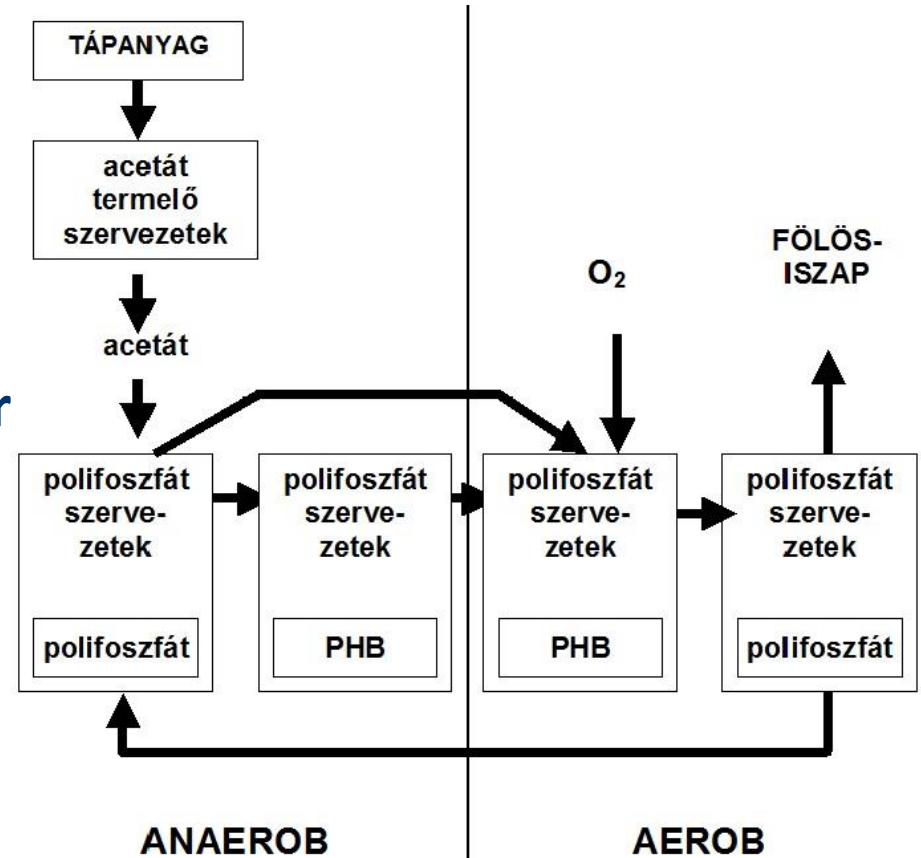 TÁPANYAG
acetát
termelő
szervezetek
acetát
O₂
FÖLÖS-
ISZAP
r
polifoszfát
szerve-
zetek
polifoszfát
polifoszfát
szerve-
zetek
PHB
polifoszfát
szerve-
zetek
PHB
polifoszfát
szerve-
zetek
polifoszfát
ANAEROB
AEROB